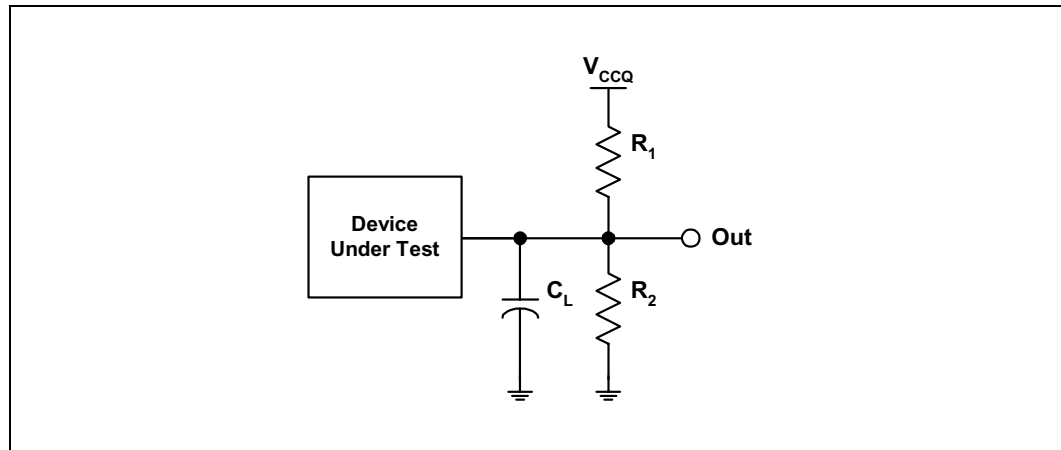 V_CCQ
R_1
Device
Under Test
Out
C_L
R_2